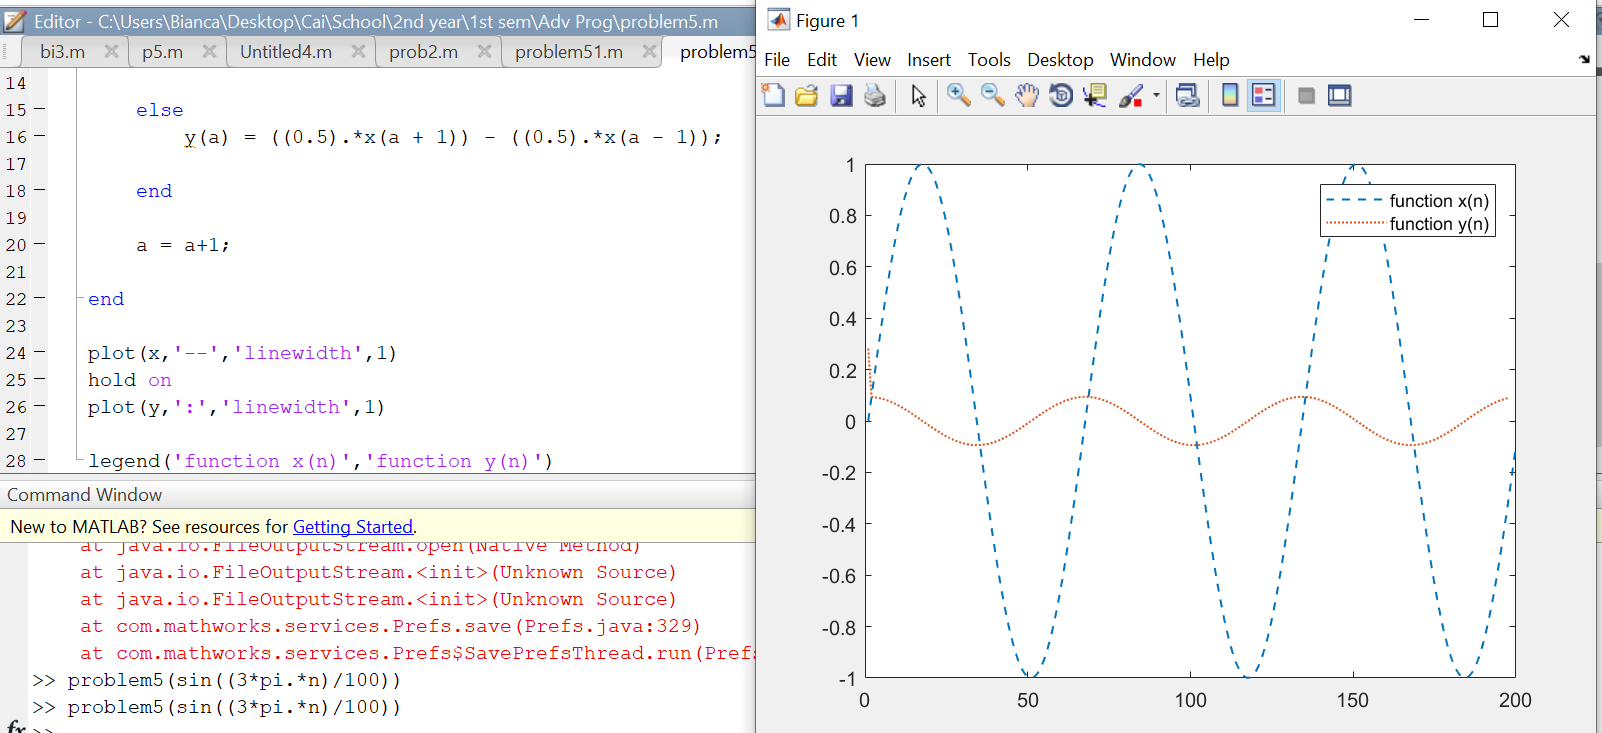 Editor - C:\Users\Bianca\Desktop\Cai\School\2nd year\1st sem\Adv Prog\problem5.m
bi3.m
p5.m
Untitled4.m
prob2.m
problem51.m
problem5
14
15 else
16 y(a) = ((0.5).*x(a + 1)) - ((0.5).*x(a - 1));
17
18 end
19
20 a = a+1;
21
22 end
23
24 plot(x,'--','linewidth',1)
25 hold on
26 plot(y,':','linewidth',1)
27
28 legend('function x(n)','function y(n)')
Command Window
New to MATLAB? See resources for Getting Started.
at java.io.FileOutputStream.open(Native Method)
at java.io.FileOutputStream.<init>(Unknown Source)
at java.io.FileOutputStream.<init>(Unknown Source)
at com.mathworks.services.Prefs.save(Prefs.java:329)
at com.mathworks.services.Prefs$SavePrefsThread.run(Pref
>> problem5(sin((3*pi.*n)/100))
>> problem5(sin((3*pi.*n)/100))
fx >>
Figure 1
File Edit View Insert Tools Desktop Window Help
1
0.8
0.6
0.4
0.2
0
-0.2
-0.4
-0.6
-0.8
-1
0 50 100 150 200
function x(n)
function y(n)